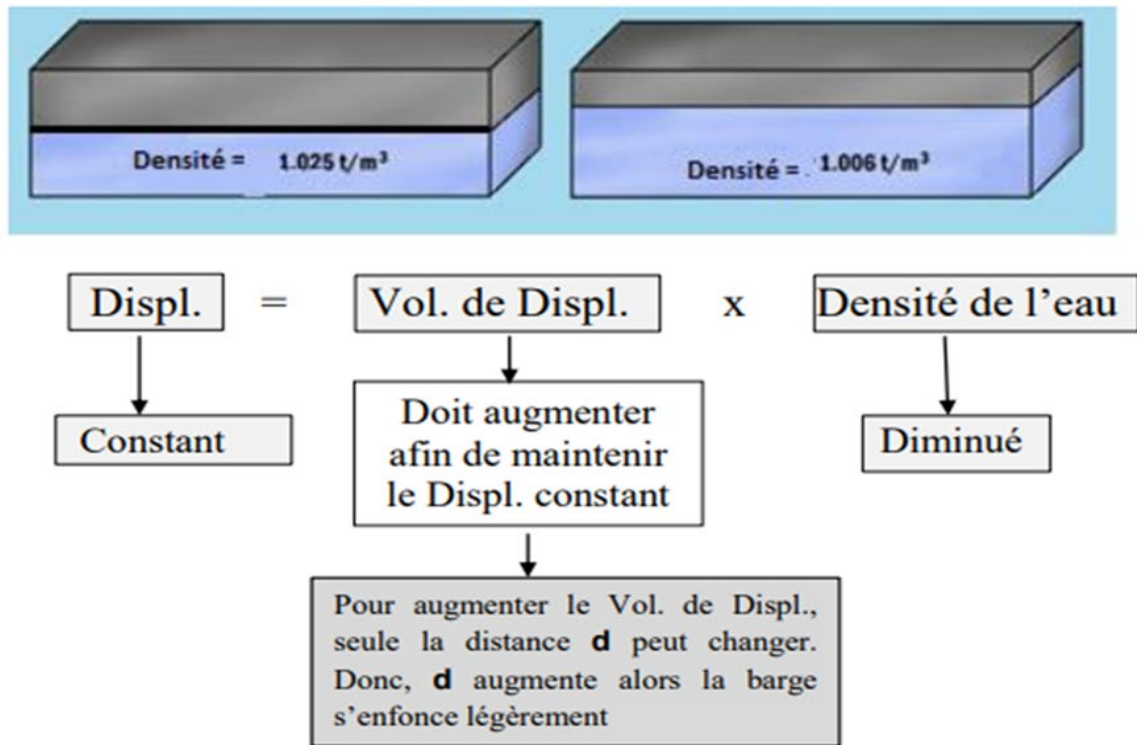 Densité = 1.025 t/m³
Densité = . 1.006 t/m³
Displ. = Vol. de Displ. x Densité de l’eau
Constant
Doit augmenter
afin de maintenir
le Displ. constant
Diminué
Pour augmenter le Vol. de Displ.,
seule la distance d peut changer.
Donc, d augmente alors la barge
s’enfonce légèrement